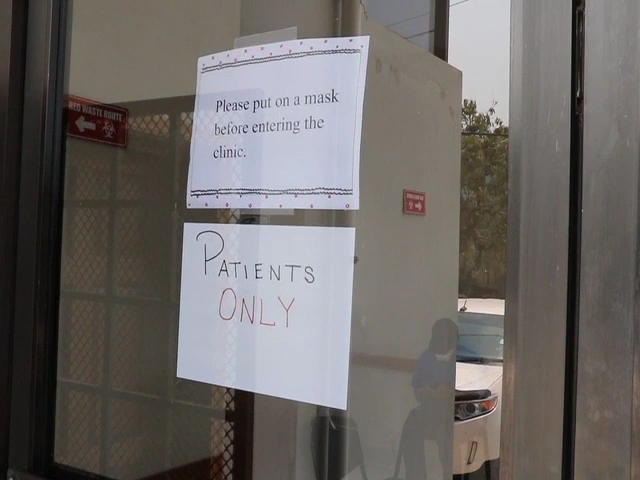 RED WASTE ROUTE
Please put on a mask
before entering the
clinic.
PATIENTS
ONLY